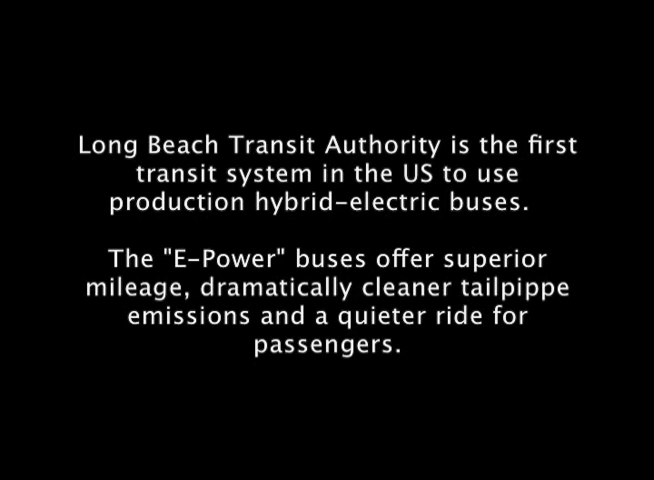 Long Beach Transit Authority is the first
transit system in the US to use
production hybrid-electric buses.
The "E-Power" buses offer superior
mileage, dramatically cleaner tailpippe
emissions and a quieter ride for
passengers.